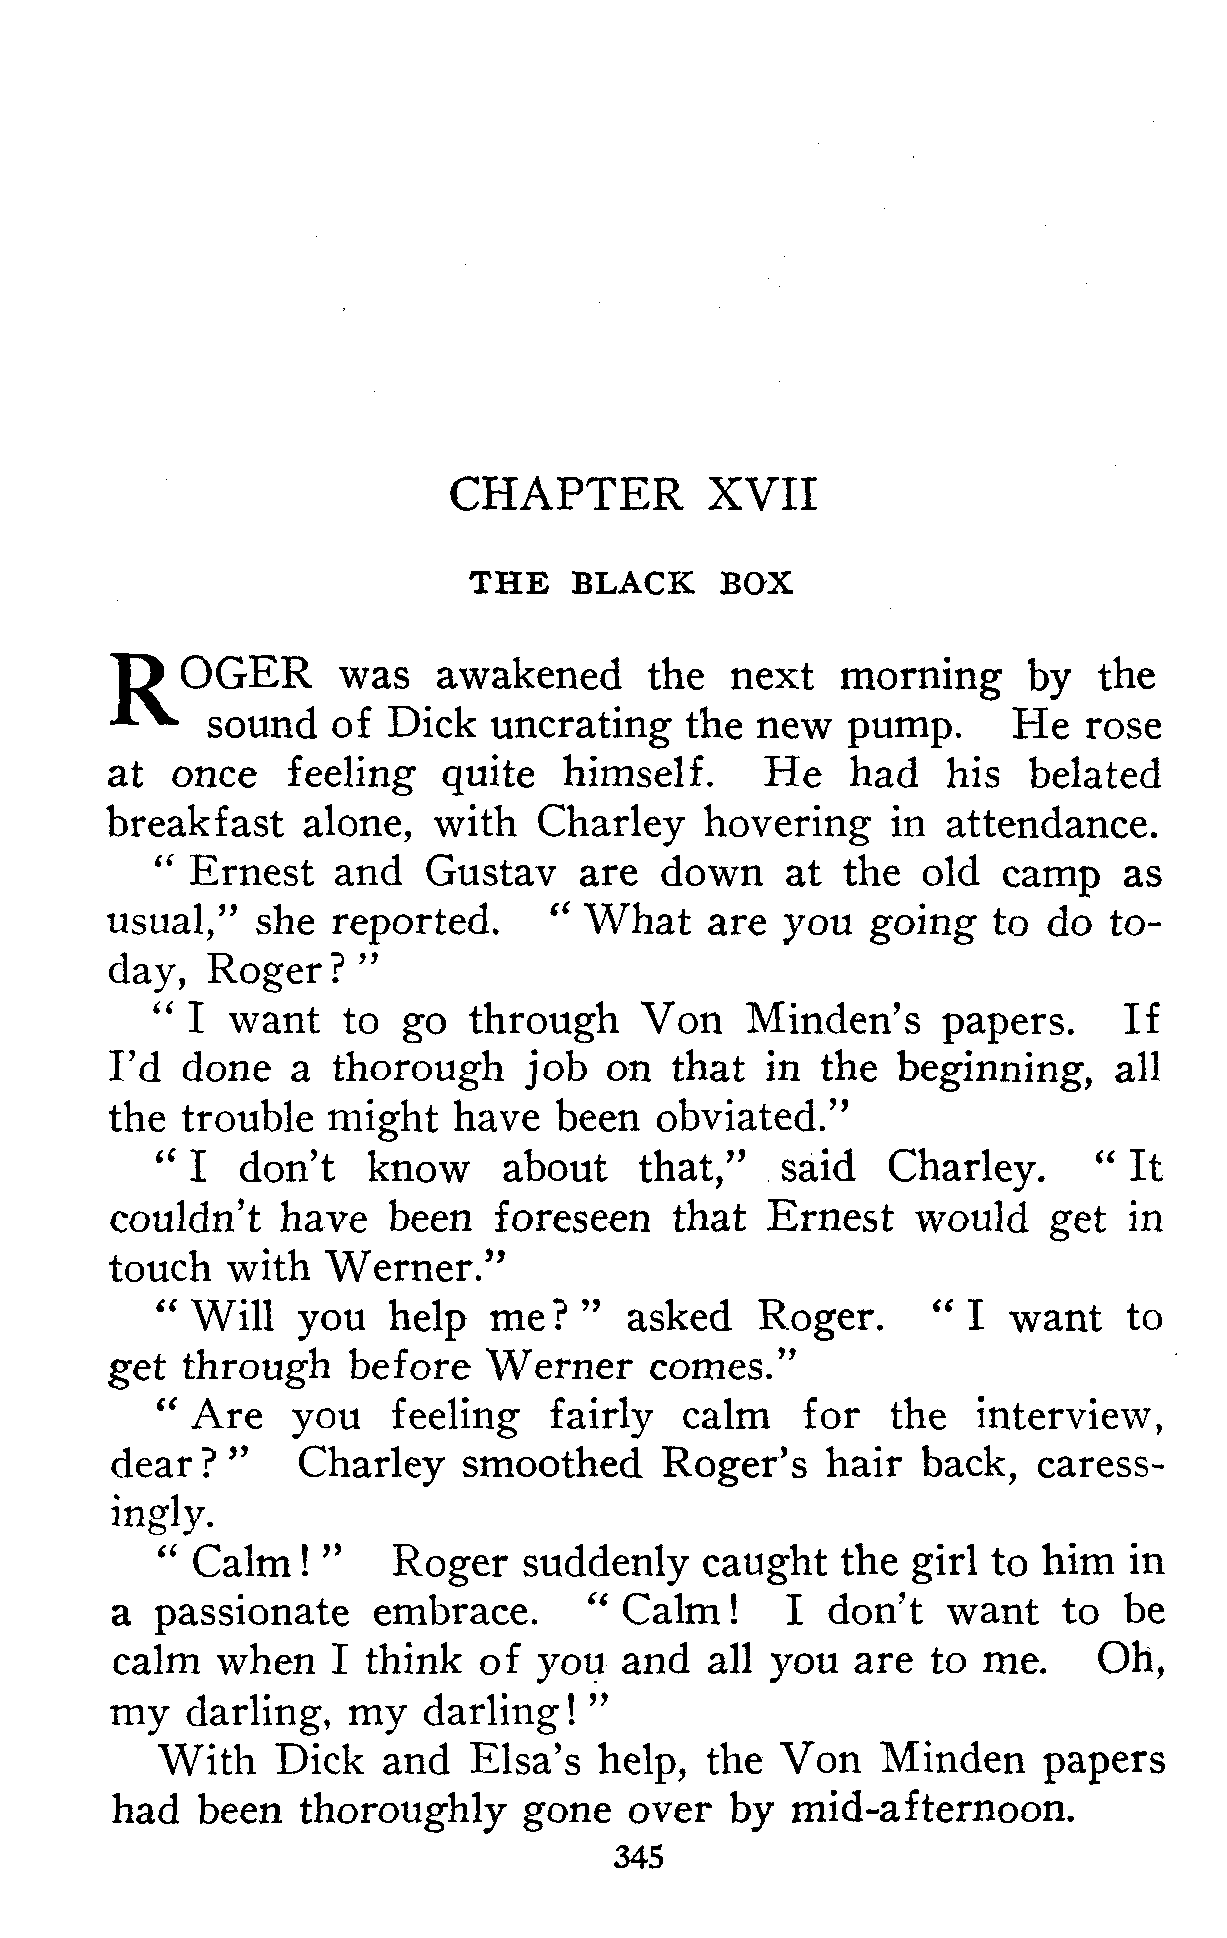 CHAPTER XVII
THE BLACK BOX
ROGER was awakened the next morning by the
sound of Dick uncrating the new pump. He rose
at once feeling quite himself. He had his belated
breakfast alone, with Charley hovering in attendance.
" Ernest and Gustav are down at the old camp as
usual," she reported. " What are you going to do to-
day, Roger? "
" I want to go through Von Minden's papers. If
I'd done a thorough job on that in the beginning, all
the trouble might have been obviated."
" I don't know about that," said Charley. " It
couldn't have been foreseen that Ernest would get in
touch with Werner."
" Will you help me? " asked Roger. " I want to
get through before Werner comes."
" Are you feeling fairly calm for the interview,
dear? " Charley smoothed Roger's hair back, caress-
ingly.
" Calm! " Roger suddenly caught the girl to him in
a passionate embrace. " Calm! I don't want to be
calm when I think of you and all you are to me. Oh,
my darling, my darling! "
With Dick and Elsa's help, the Von Minden papers
had been thoroughly gone over by mid-afternoon.
345